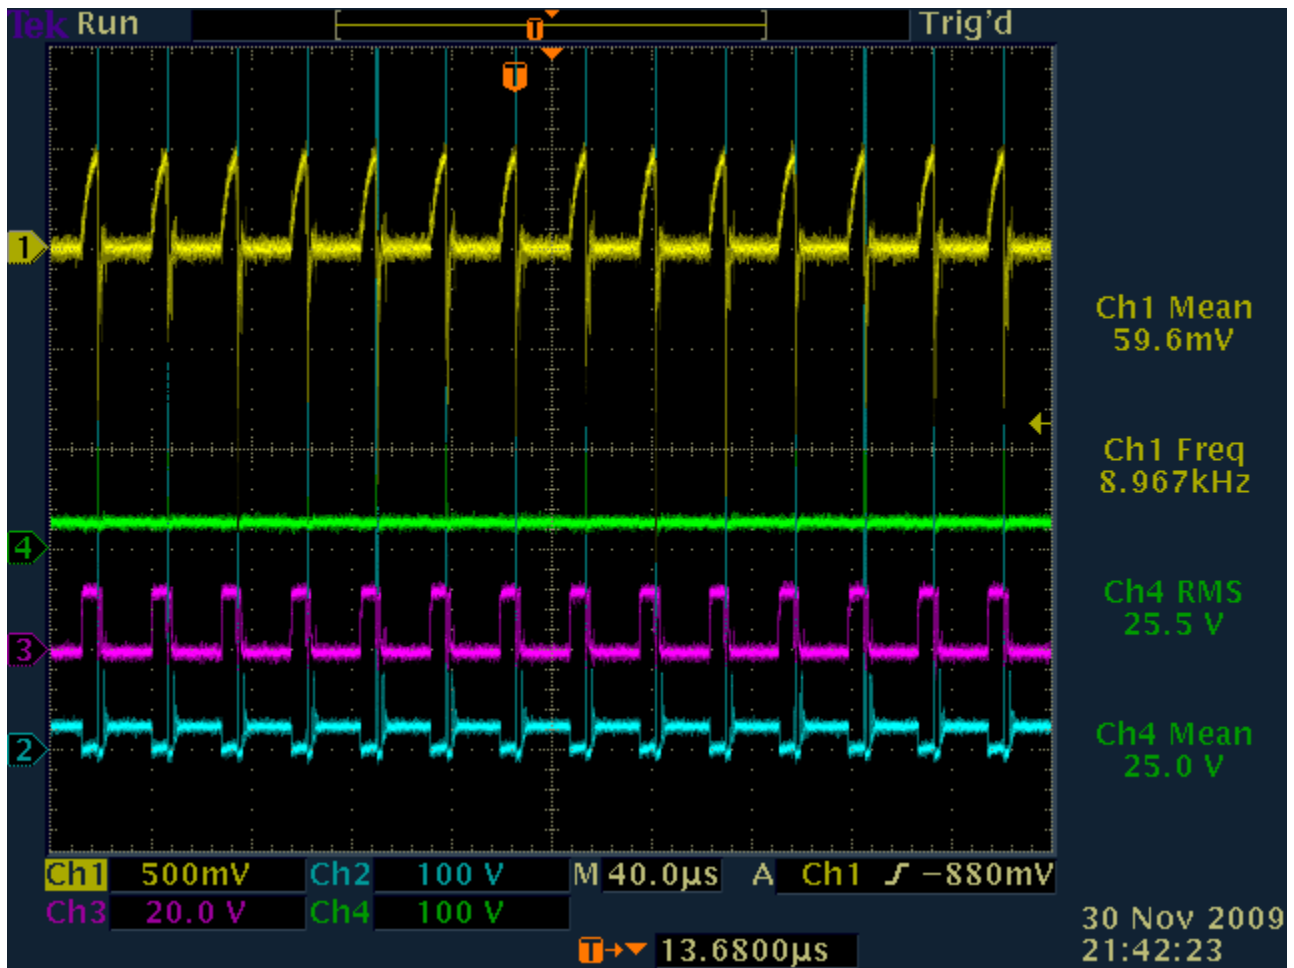 Tek Run Trig'd
T
T
1
Ch1 Mean
59.6mV
Ch1 Freq
8.967kHz
4
Ch4 RMS
25.5 V
3
Ch4 Mean
25.0 V
2
Ch1 500mV Ch2 100 V M 40.0µs A Ch1 -880mV
Ch3 20.0 V Ch4 100 V
T 13.6800µs
30 Nov 2009
21:42:23